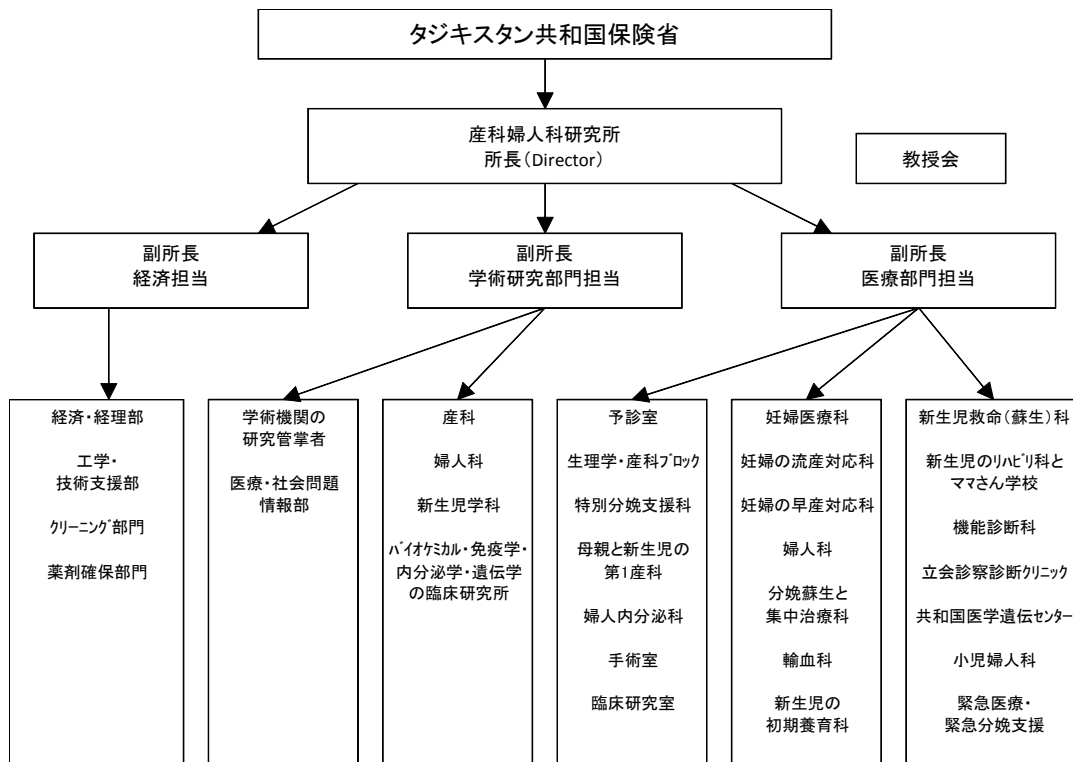 タジキスタン共和国保険省
産科婦人科研究所
所長(Director)
教授会
副所長
経済担当
副所長
学術研究部門担当
副所長
医療部門担当
経済・経理部
工学・
技術支援部
クリーニング部門
薬剤確保部門
学術機関の
研究管掌者
医療・社会問題
情報部
産科
婦人科
新生児学科
バイオケミカル・免疫学・
内分泌学・遺伝学
の臨床研究所
予診室
生理学・産科ブロック
特別分娩支援科
母親と新生児の
第1産科
婦人内分泌科
手術室
臨床研究室
妊婦医療科
妊婦の流産対応科
妊婦の早産対応科
婦人科
分娩蘇生と
集中治療科
輸血科
新生児の
初期養育科
新生児救命(蘇生)科
新生児のリハビリ科と
ママさん学校
機能診断科
立会診察診断クリニック
共和国医学遺伝センター
小児婦人科
緊急医療・
緊急分娩支援